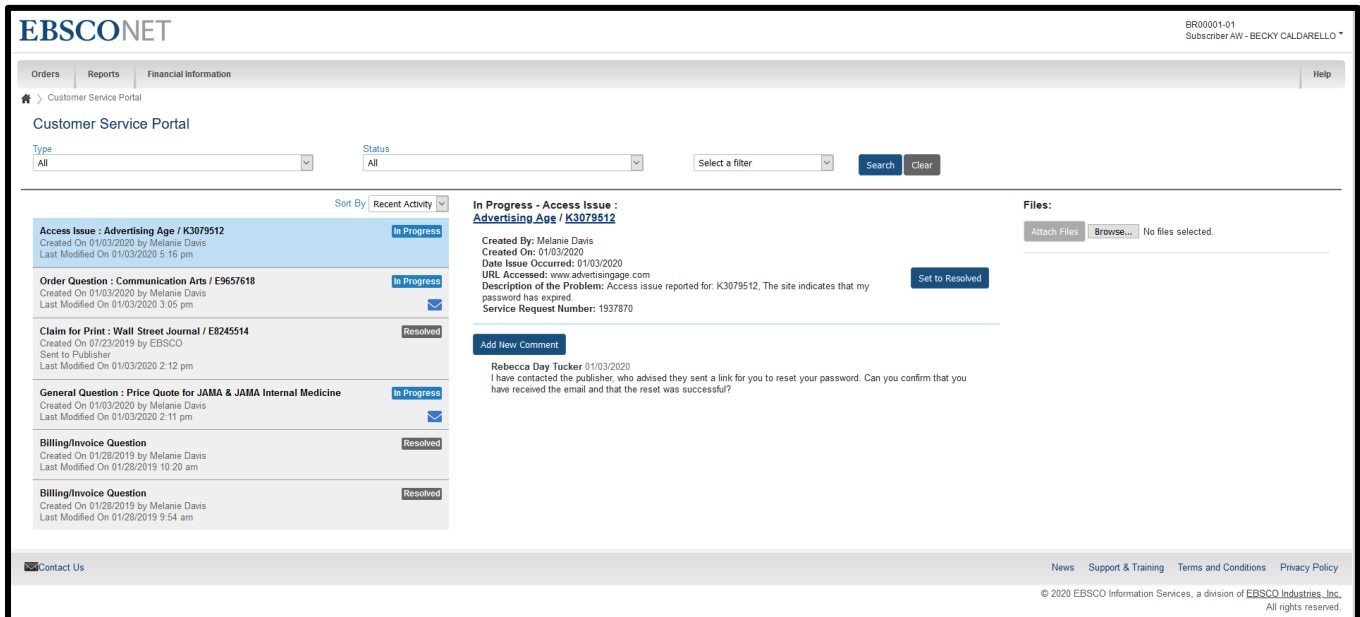 EBSCONET
BR00001-01
Subscriber AW - BECKY CALDARELLO
Orders Reports Financial Information Help
Customer Service Portal
Customer Service Portal
Type Status
All All Select a filter Search Clear
Sort By Recent Activity
Access Issue : Advertising Age / K3079512 In Progress
Created On 01/03/2020 by Melanie Davis
Last Modified On 01/03/2020 5:16 pm
Order Question : Communication Arts / E9657618 In Progress
Created On 01/03/2020 by Melanie Davis
Last Modified On 01/03/2020 3:05 pm
Claim for Print : Wall Street Journal / E8245514 Resolved
Created On 07/23/2019 by EBSCO
Sent to Publisher
Last Modified On 01/03/2020 2:12 pm
General Question : Price Quote for JAMA & JAMA Internal Medicine In Progress
Created On 01/03/2020 by Melanie Davis
Last Modified On 01/03/2020 2:11 pm
Billing/Invoice Question Resolved
Created On 01/28/2019 by Melanie Davis
Last Modified On 01/28/2019 10:20 am
Billing/Invoice Question Resolved
Created On 01/28/2019 by Melanie Davis
Last Modified On 01/28/2019 9:54 am
In Progress - Access Issue :
Advertising Age / K3079512
Created By: Melanie Davis
Created On: 01/03/2020
Date Issue Occurred: 01/03/2020
URL Accessed: www.advertisingage.com
Description of the Problem: Access issue reported for: K3079512, The site indicates that my
password has expired.
Service Request Number: 1937870
Set to Resolved
Add New Comment
Rebecca Day Tucker 01/03/2020
I have contacted the publisher, who advised they sent a link for you to reset your password. Can you confirm that you
have received the email and that the reset was successful?
Files:
Attach Files Browse... No files selected.
Contact Us News Support & Training Terms and Conditions Privacy Policy
© 2020 EBSCO Information Services, a division of EBSCO Industries, Inc.
All rights reserved.